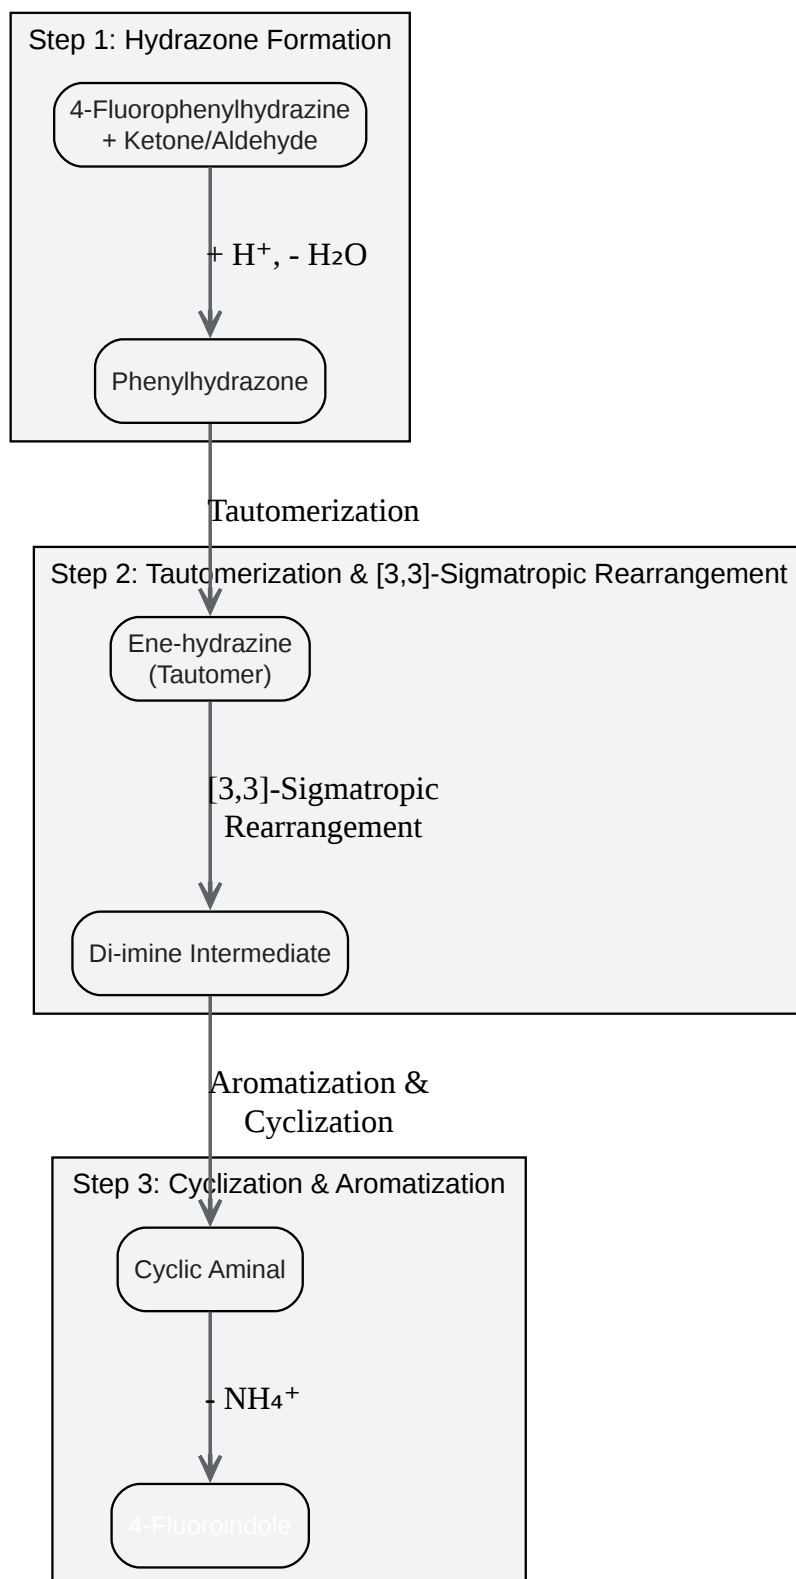 Step 1: Hydrazone Formation
4-Fluorophenylhydrazine
+ Ketone/Aldehyde
+ H⁺, - H₂O
Phenylhydrazone
Tautomerization
Step 2: Tautomerization & [3,3]-Sigmatropic Rearrangement
Ene-hydrazine
(Tautomer)
[3,3]-Sigmatropic
Rearrangement
Di-imine Intermediate
Aromatization &
Cyclization
Step 3: Cyclization & Aromatization
Cyclic Aminal
- NH₄⁺
4-Fluoroindole